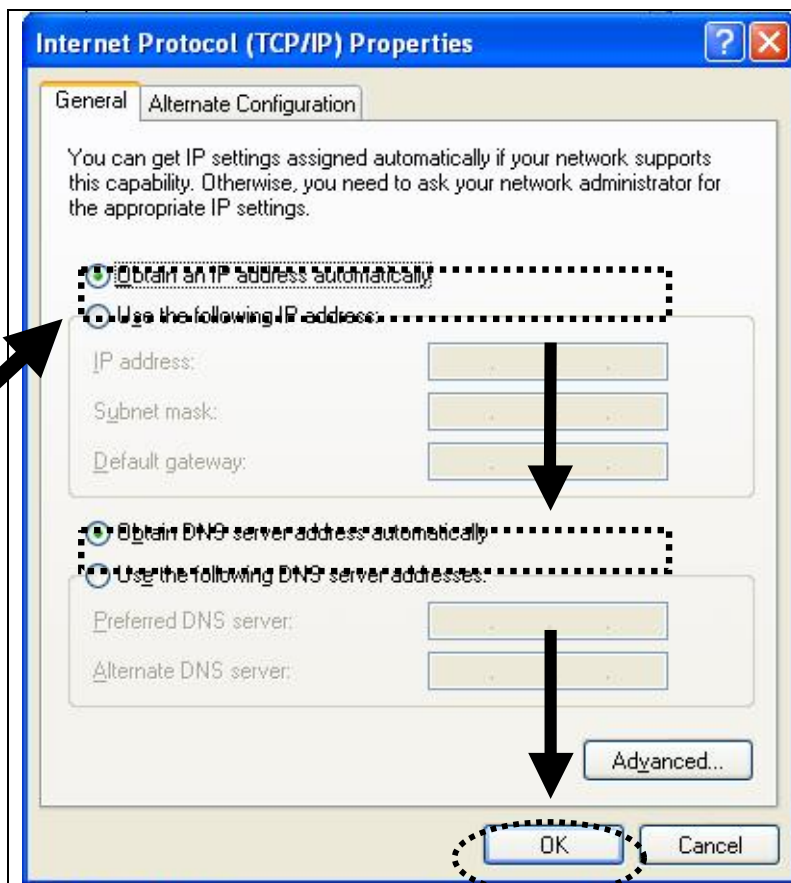 Internet Protocol (TCP/IP) Properties
General
Alternate Configuration
You can get IP settings assigned automatically if your network supports
this capability. Otherwise, you need to ask your network administrator for
the appropriate IP settings.
Obtain an IP address automatically
Use the following IP address:
IP address:
Subnet mask:
Default gateway:
Obtain DNS server address automatically
Use the following DNS server addresses:
Preferred DNS server:
Alternate DNS server:
Advanced...
OK
Cancel